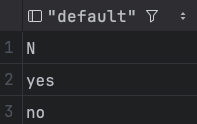 "default"
1 N
2 yes
3 no